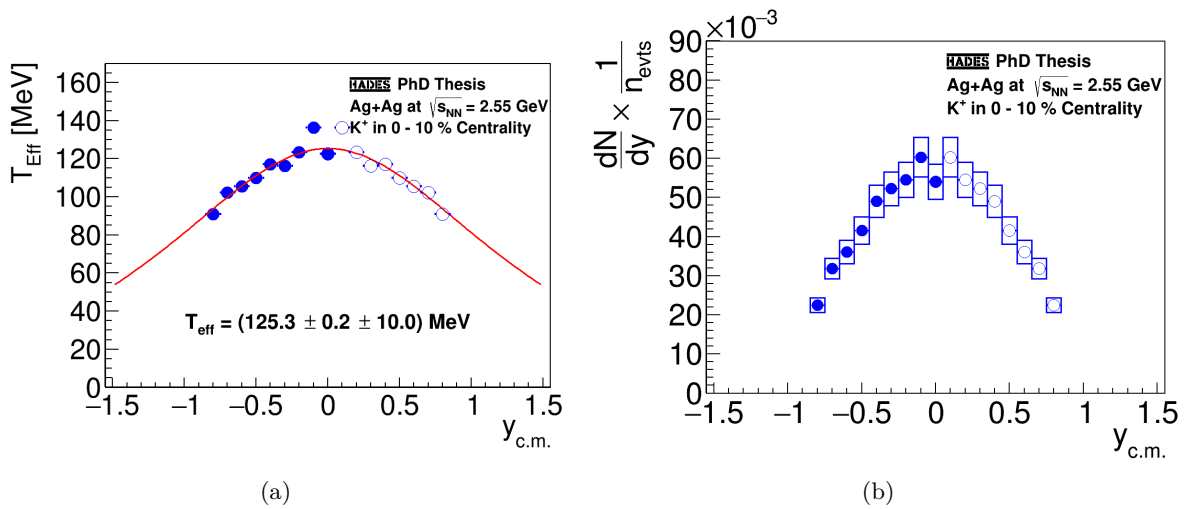 T_Eff [MeV]
160
140
120
100
80
60
40
20
0
−1.5
−1
−0.5
0
0.5
1
1.5
y_c.m.
HADES PhD Thesis
Ag+Ag at √s_NN = 2.55 GeV
K⁺ in 0 - 10 % Centrality
T_eff = (125.3 ± 0.2 ± 10.0) MeV
(a)
dN/dy × 1/n_evts
×10⁻³
90
80
70
60
50
40
30
20
10
0
−1.5
−1
−0.5
0
0.5
1
1.5
y_c.m.
HADES PhD Thesis
Ag+Ag at √s_NN = 2.55 GeV
K⁺ in 0 - 10 % Centrality
(b)